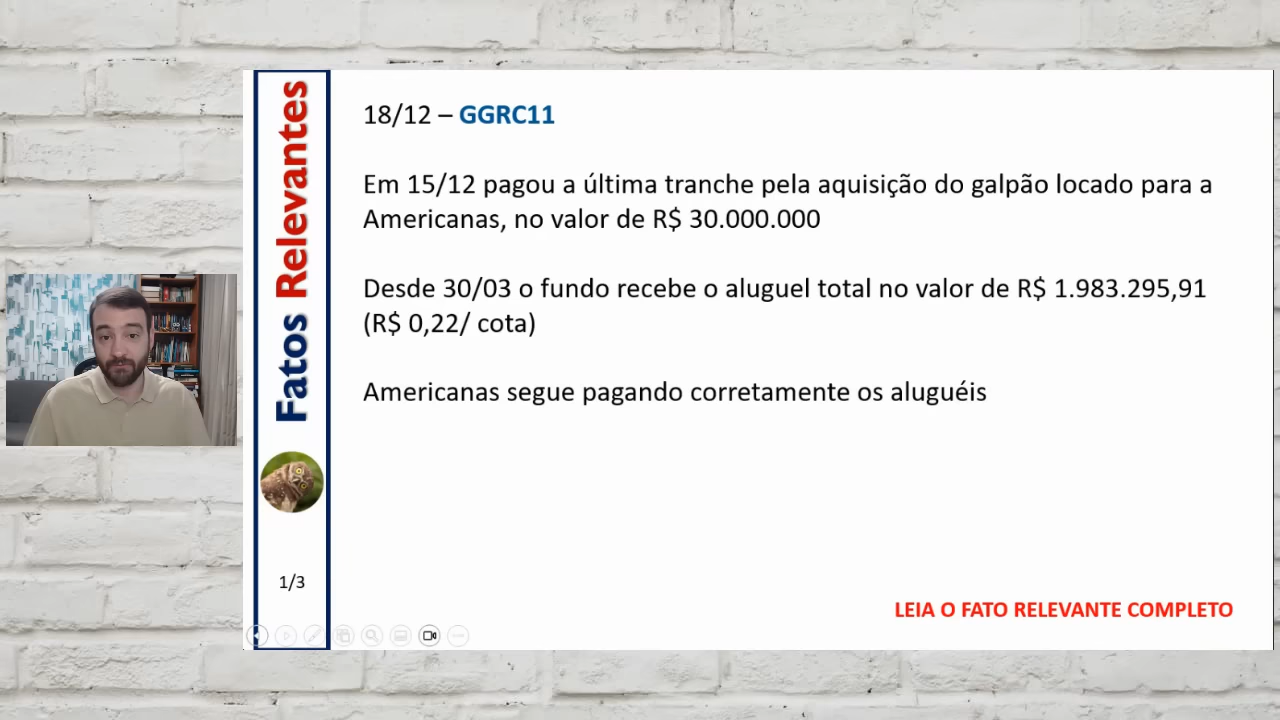 Fatos Relevantes
18/12 – GGRC11
Em 15/12 pagou a última tranche pela aquisição do galpão locado para a
Americanas, no valor de R$ 30.000.000
Desde 30/03 o fundo recebe o aluguel total no valor de R$ 1.983.295,91
(R$ 0,22/ cota)
Americanas segue pagando corretamente os aluguéis
1/3
LEIA O FATO RELEVANTE COMPLETO